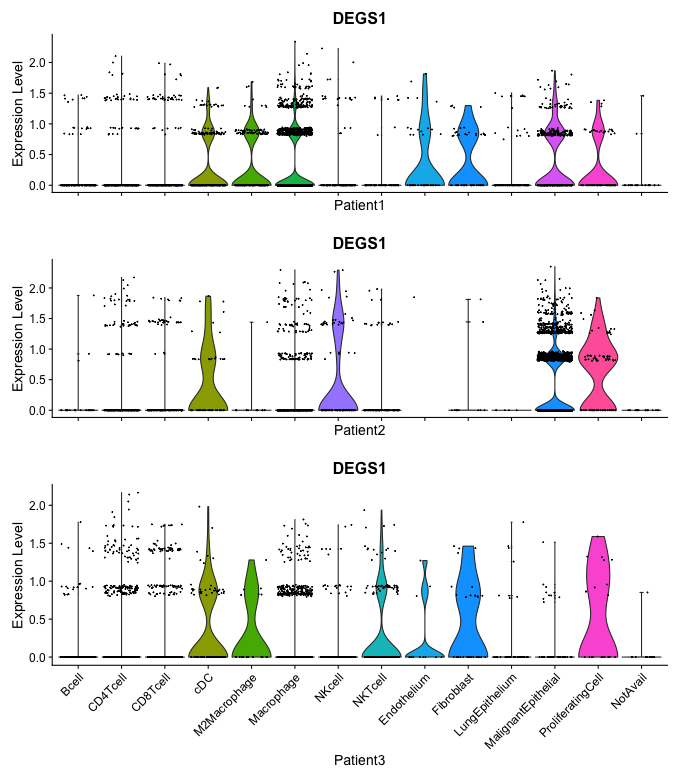 DEGS1
Expression Level
2.0
1.5
1.0
0.5
0.0
Patient1
DEGS1
Expression Level
2.0
1.5
1.0
0.5
0.0
Patient2
DEGS1
Expression Level
2.0
1.5
1.0
0.5
0.0
Bcell
CD4Tcell
CD8Tcell
cDC
M2Macrophage
Macrophage
NKcell
NKTcell
Endothelium
Fibroblast
LungEpithelium
MalignantEpithelial
ProliferatingCell
NotAvail
Patient3